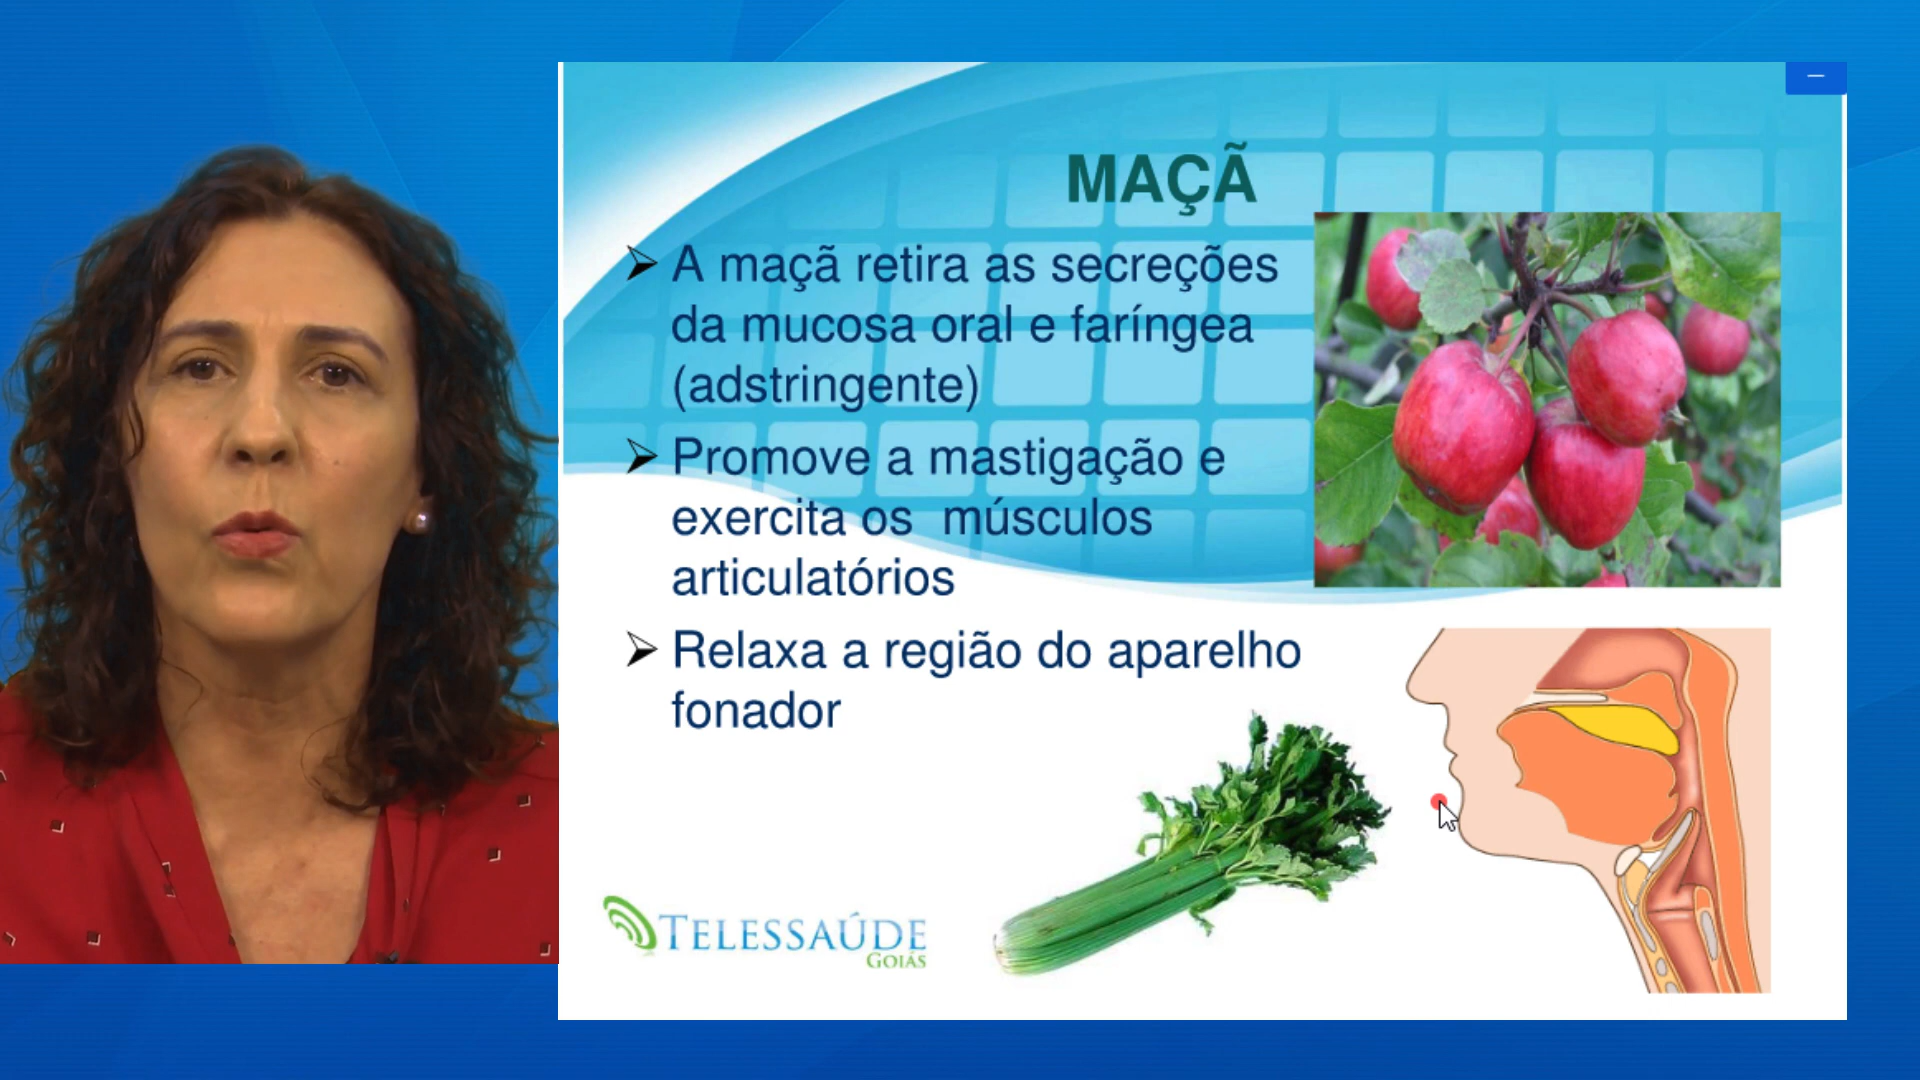 MAÇÃ
A maçã retira as secreções
da mucosa oral e faríngea
(adstringente)
Promove a mastigação e
exercita os músculos
articulatórios
Relaxa a região do aparelho
fonador
TELESSAÚDE
GOIÁS